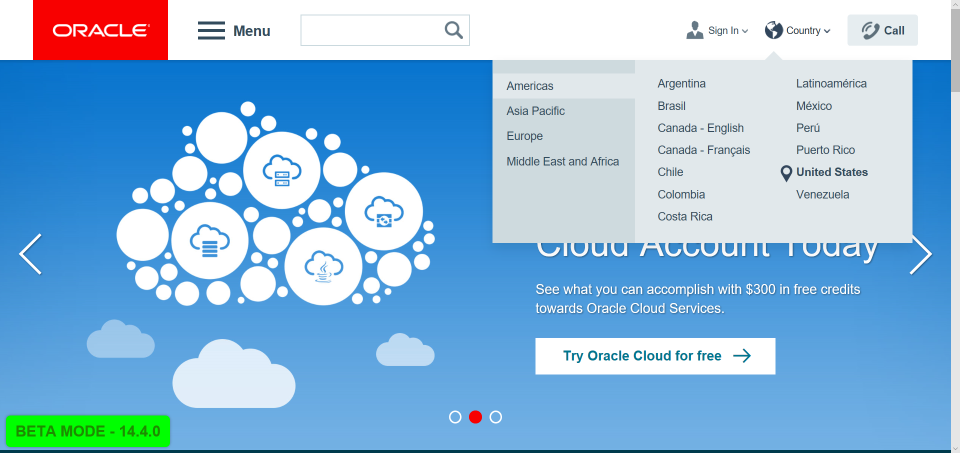 ORACLE
Menu
Sign In
Country
Call
Americas
Asia Pacific
Europe
Middle East and Africa
Argentina
Brasil
Canada - English
Canada - Français
Chile
Colombia
Costa Rica
Latinoamérica
México
Perú
Puerto Rico
United States
Venezuela
Cloud Account Today
See what you can accomplish with $300 in free credits
towards Oracle Cloud Services.
Try Oracle Cloud for free
BETA MODE - 14.4.0